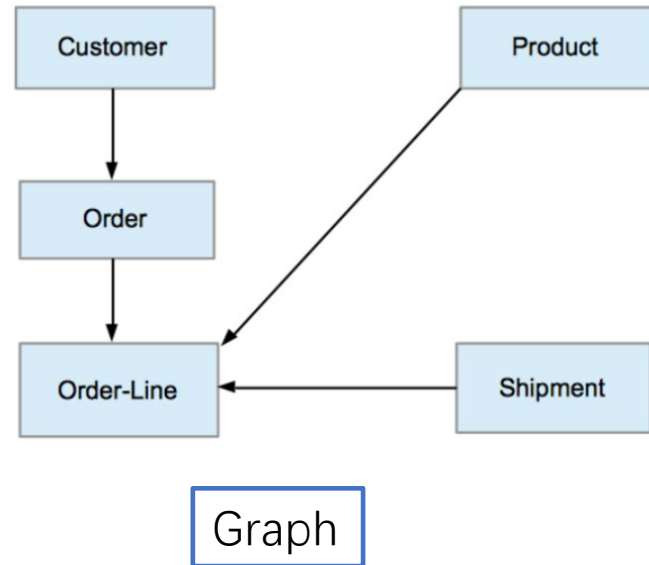 Customer
Product
Order
Order-Line
Shipment
Graph